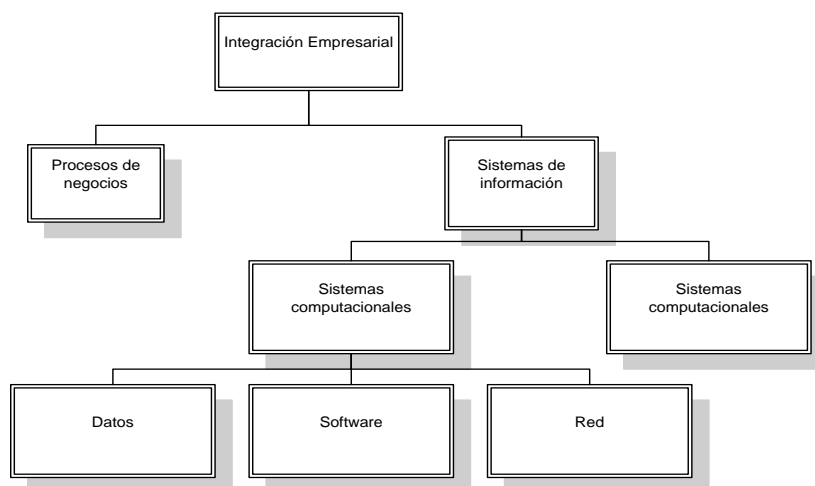 Integración Empresarial
Procesos de
negocios
Sistemas de
información
Sistemas
computacionales
Sistemas
computacionales
Datos
Software
Red